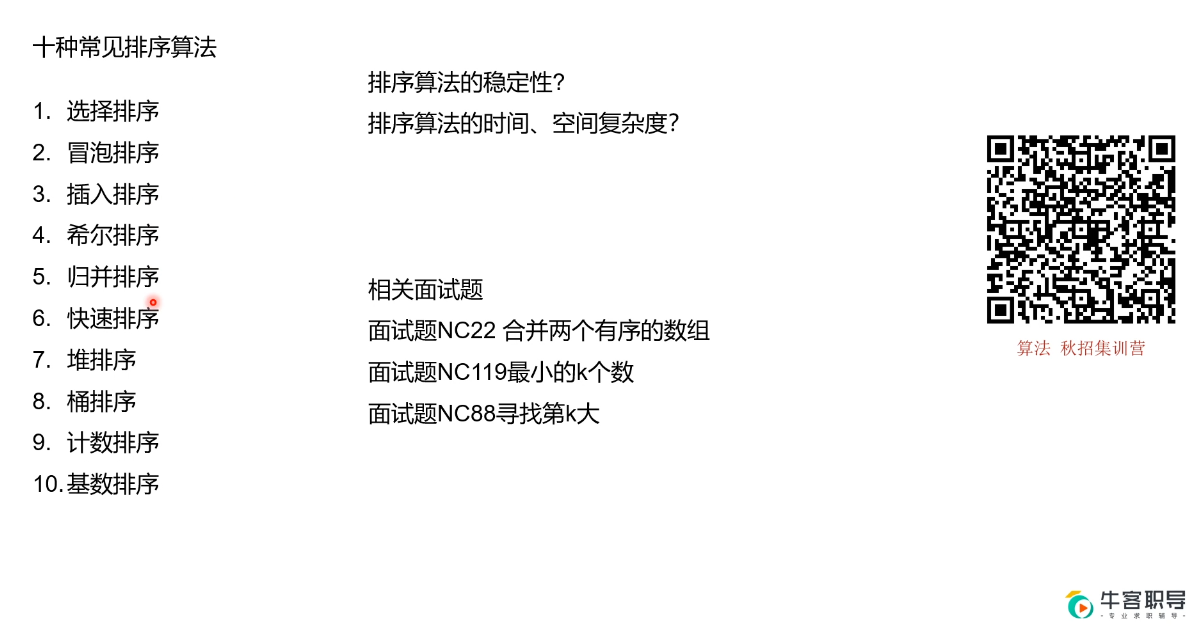 十种常见排序算法
1. 选择排序
2. 冒泡排序
3. 插入排序
4. 希尔排序
5. 归并排序
6. 快速排序
7. 堆排序
8. 桶排序
9. 计数排序
10.基数排序
排序算法的稳定性?
排序算法的时间、空间复杂度?
相关面试题
面试题NC22 合并两个有序的数组
面试题NC119最小的k个数
面试题NC88寻找第k大
算法 秋招集训营
牛客职导
·专业求职辅导·